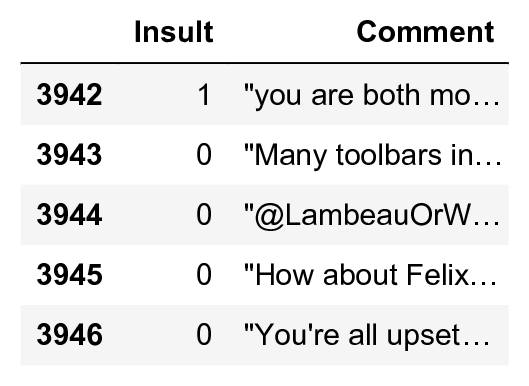 Insult Comment
3942 1 "you are both mo...
3943 0 "Many toolbars in...
3944 0 "@LambeauOrW...
3945 0 "How about Felix...
3946 0 "You're all upset...